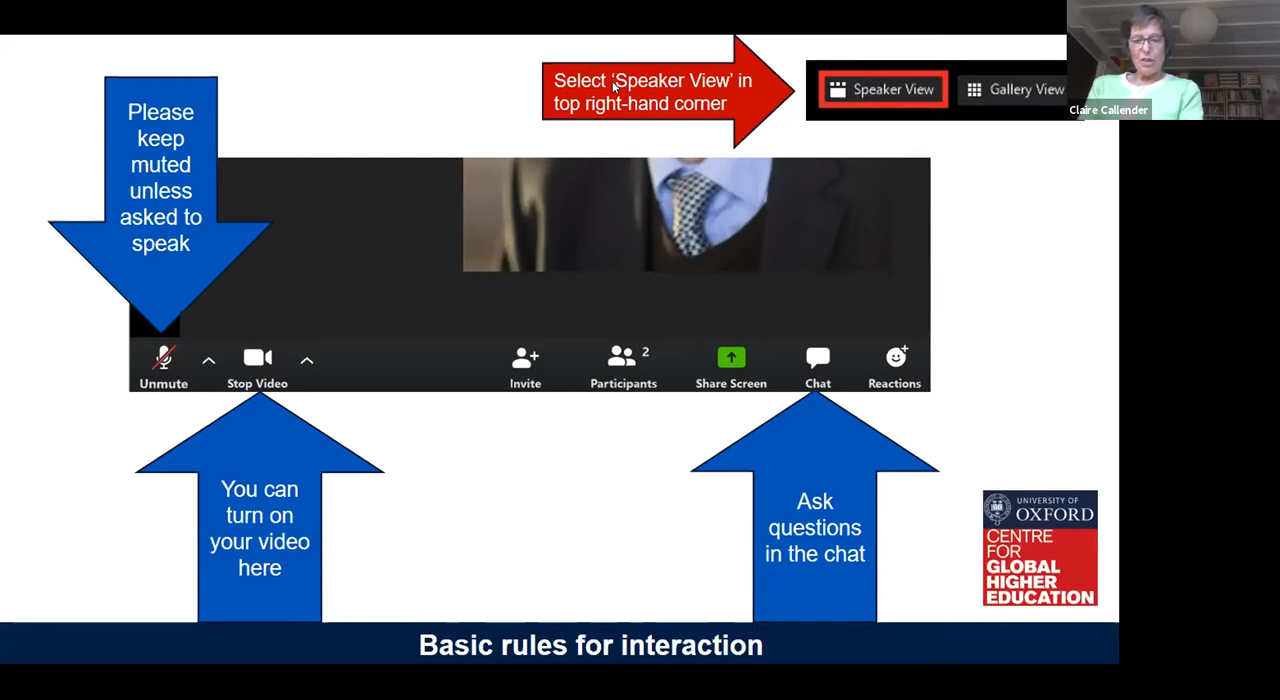 Select ‘Speaker View’ in
top right-hand corner
Speaker View
Gallery View
Claire Callender
Please
keep
muted
unless
asked to
speak
2
Unmute
Stop Video
Invite
Participants
Share Screen
Chat
Reactions
You can
turn on
your video
here
Ask
questions
in the chat
UNIVERSITY OF
OXFORD
CENTRE
FOR
GLOBAL
HIGHER
EDUCATION
Basic rules for interaction